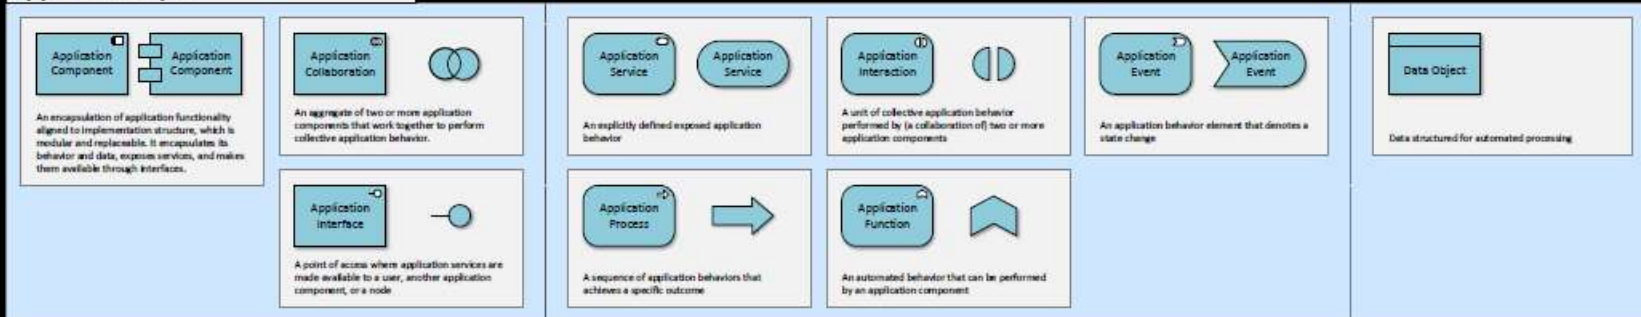 Application
Component
Application
Component
An encapsulation of application functionality
aligned to implementation structure, which is
modular and replaceable. It encapsulates its
behavior and data, exposes services, and makes
them available through interfaces.
Application
Collaboration
An aggregate of two or more application
components that work together to perform
collective application behavior.
Application
Interface
A point of access where application services are
made available to a user, another application
component, or a node
Application
Service
Application
Service
An explicitly defined exposed application
behavior
Application
Interaction
A unit of collective application behavior
performed by (a collaboration of) two or more
application components
Application
Event
Application
Event
An application behavior element that denotes a
state change
Application
Process
A sequence of application behaviors that
achieves a specific outcome
Application
Function
An automated behavior that can be performed
by an application component
Data Object
Data structured for automated processing